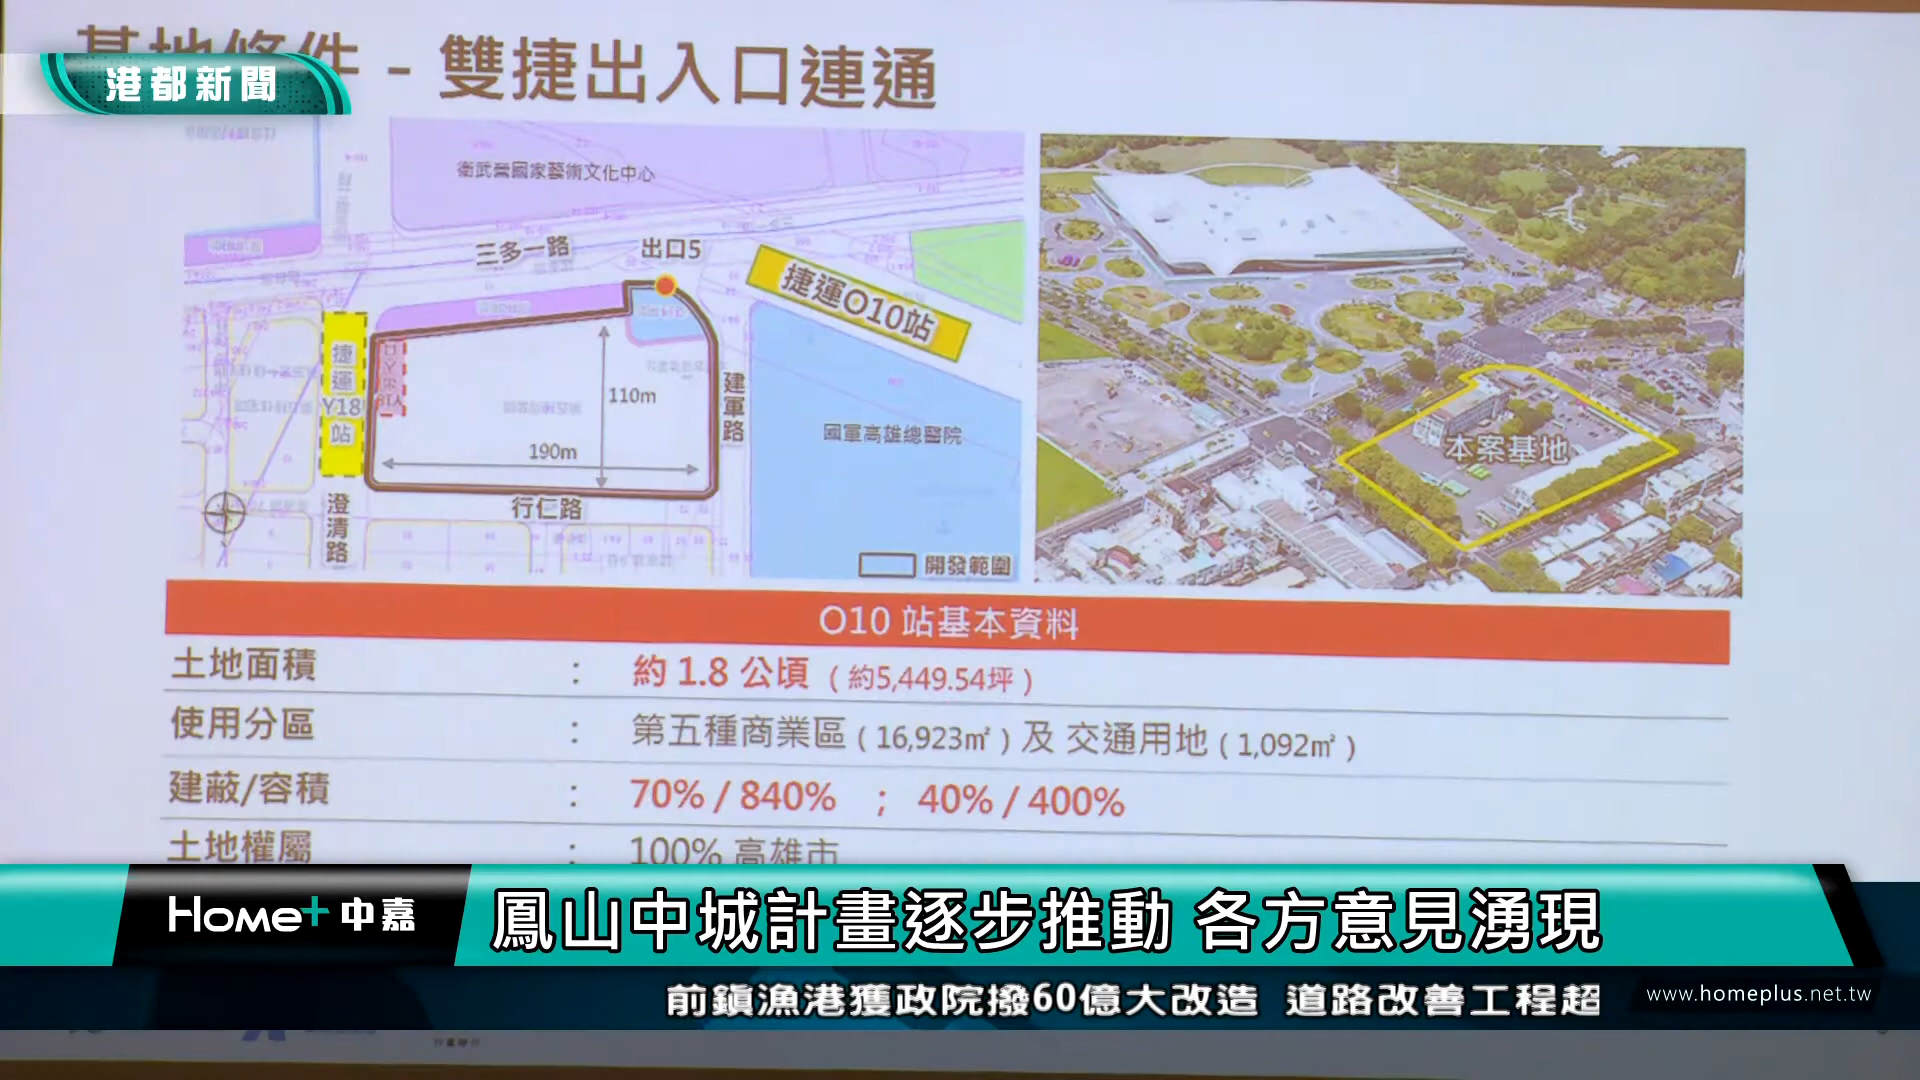 基地條件 - 雙捷出入口連通
港都新聞
衛武營國家藝術文化中心
三多一路
出口5
捷運O10站
捷運Y18站
110m
190m
建軍路
國軍高雄總醫院
行仁路
澄清路
開發範圍
本案基地
O10 站基本資料
土地面積 : 約 1.8 公頃 ( 約5,449.54坪 )
使用分區 : 第五種商業區 ( 16,923㎡ ) 及 交通用地 ( 1,092㎡ )
建蔽/容積 : 70% / 840% ; 40% / 400%
土地權屬 : 100% 高雄市
Home+ 中嘉
鳳山中城計畫逐步推動 各方意見湧現
前鎮漁港獲政院撥60億大改造 道路改善工程超
www.homeplus.net.tw